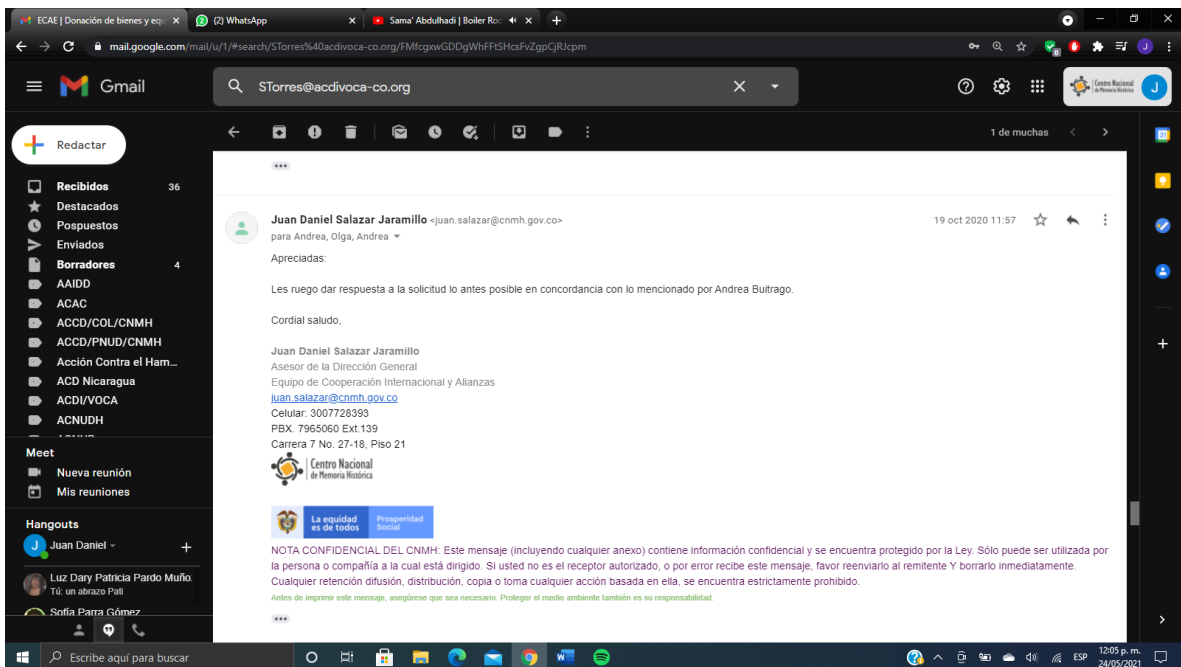 ECAE | Donación de bienes y equ
(2) WhatsApp
Sama' Abdulhadi | Boiler Roo
mail.google.com/mail/u/1/#search/STorres%40acdivoca-co.org/FMfcgxwGDDgWhFFtSHcsFvZgpCjRJcpm
Gmail
STorres@acdivoca-co.org
Centro Nacional
de Memoria Histórica
J
Redactar
1 de muchas
Recibidos 36
Destacados
Pospuestos
Enviados
Borradores 4
AAIDD
ACAC
ACCD/COL/CNMH
ACCD/PNUD/CNMH
Acción Contra el Ham...
ACD Nicaragua
ACDI/VOCA
ACNUDH
Meet
Nueva reunión
Mis reuniones
Hangouts
J Juan Daniel
Luz Dary Patricia Pardo Muño
Tú: un abrazo Pati
Sofía Parra Gómez
Juan Daniel Salazar Jaramillo <juan.salazar@cnmh.gov.co> 19 oct 2020 11:57
para Andrea, Olga, Andrea
Apreciadas:
Les ruego dar respuesta a la solicitud lo antes posible en concordancia con lo mencionado por Andrea Buitrago.
Cordial saludo,
Juan Daniel Salazar Jaramillo
Asesor de la Dirección General
Equipo de Cooperación Internacional y Alianzas
juan.salazar@cnmh.gov.co
Celular: 3007728393
PBX. 7965060 Ext.139
Carrera 7 No. 27-18, Piso 21
Centro Nacional
de Memoria Histórica
La equidad
es de todos
Prosperidad
Social
NOTA CONFIDENCIAL DEL CNMH: Este mensaje (incluyendo cualquier anexo) contiene información confidencial y se encuentra protegido por la Ley. Sólo puede ser utilizada por
la persona o compañía a la cual está dirigido. Si usted no es el receptor autorizado, o por error recibe este mensaje, favor reenviarlo al remitente Y borrarlo inmediatamente.
Cualquier retención difusión, distribución, copia o toma cualquier acción basada en ella, se encuentra estrictamente prohibido.
Antes de imprimir este mensaje, asegúrese que sea necesario. Proteger el medio ambiente también es su responsabilidad.
Escribe aquí para buscar
ESP
12:05 p. m.
24/05/2021